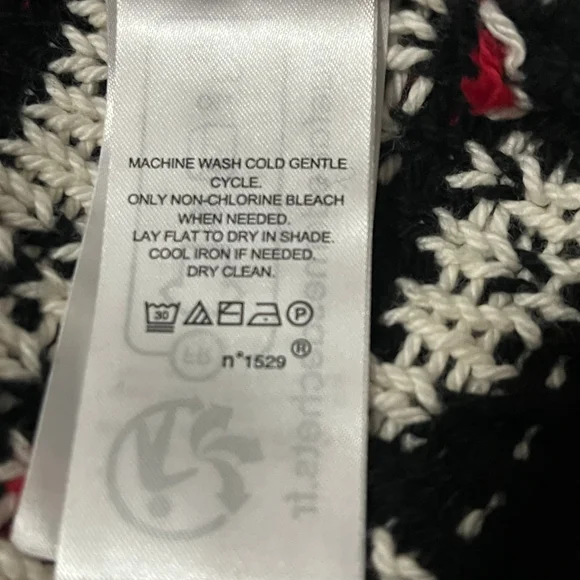 MACHINE WASH COLD GENTLE
CYCLE.
ONLY NON-CHLORINE BLEACH
WHEN NEEDED.
LAY FLAT TO DRY IN SHADE.
COOL IRON IF NEEDED.
DRY CLEAN.
30 P
n°1529 ®